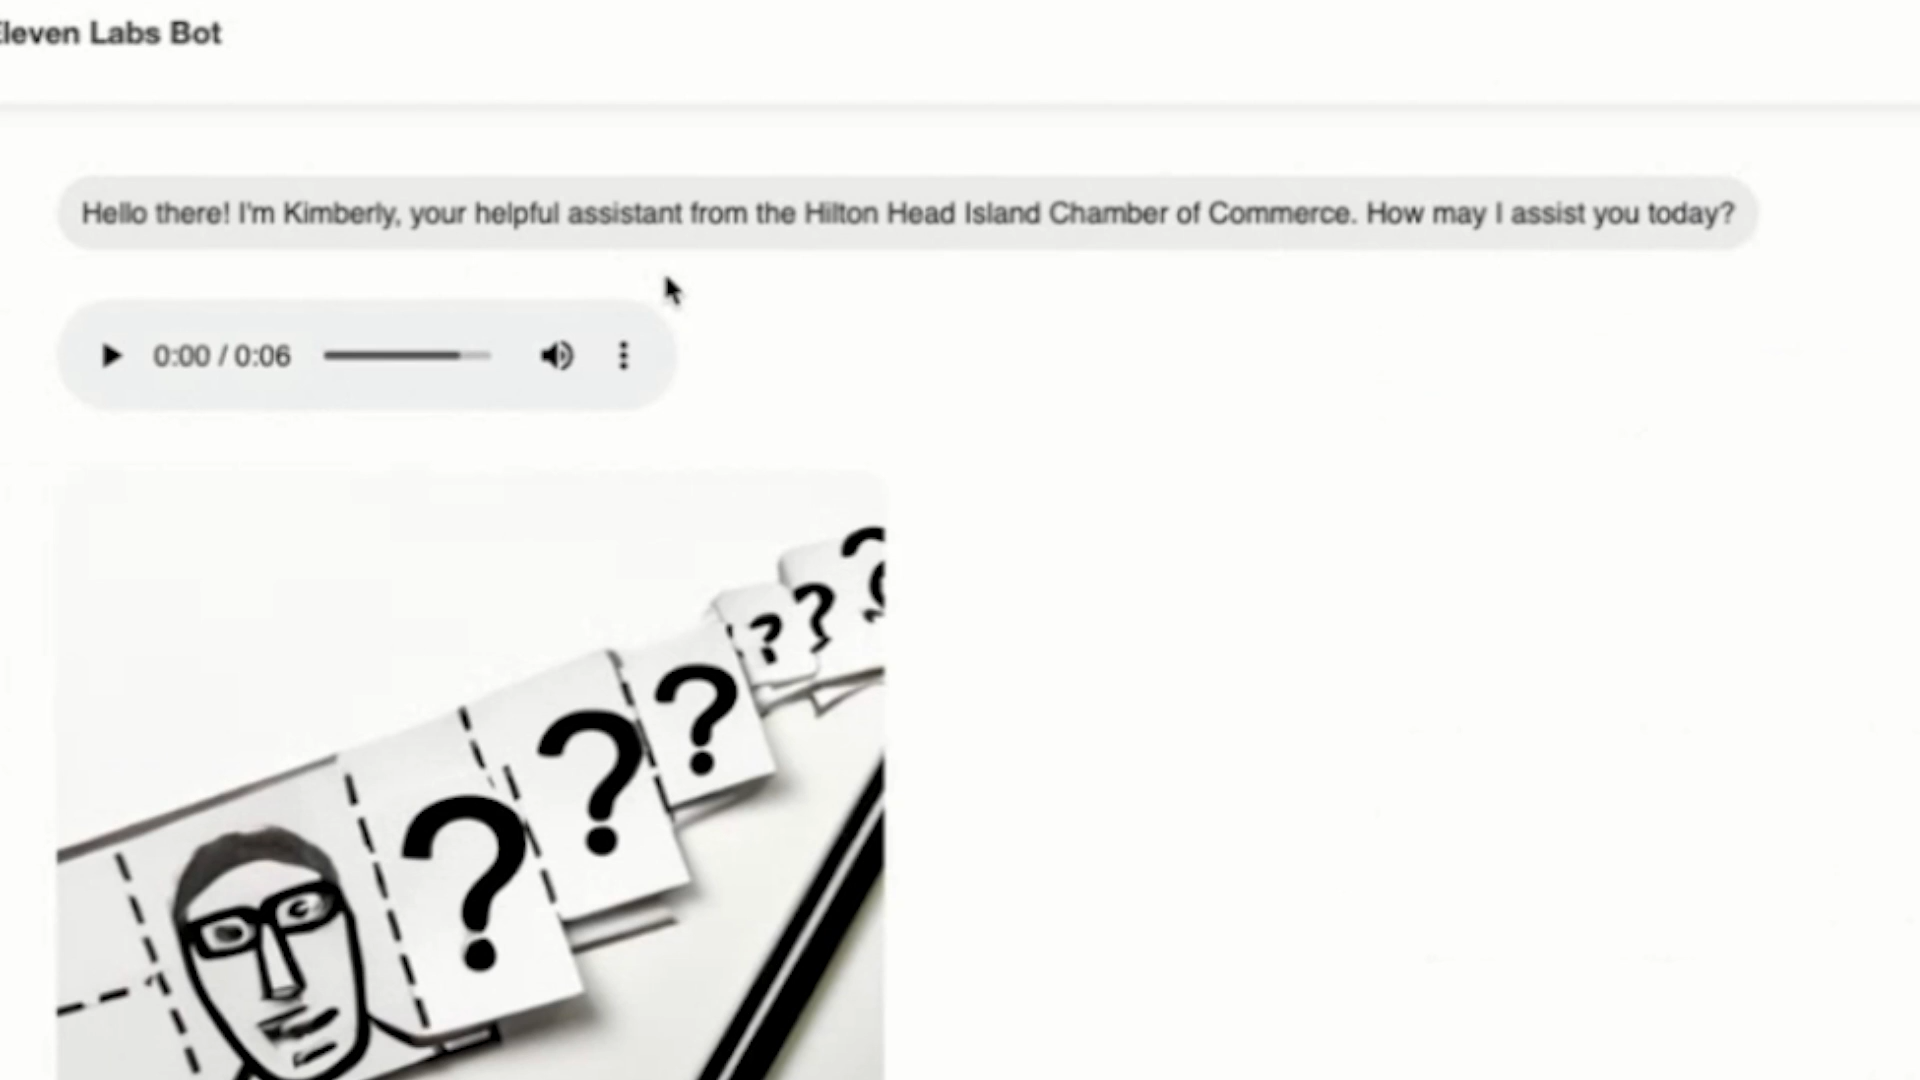 Eleven Labs Bot
Hello there! I'm Kimberly, your helpful assistant from the Hilton Head Island Chamber of Commerce. How may I assist you today?
0:00 / 0:06
? ? ? ? ? ?